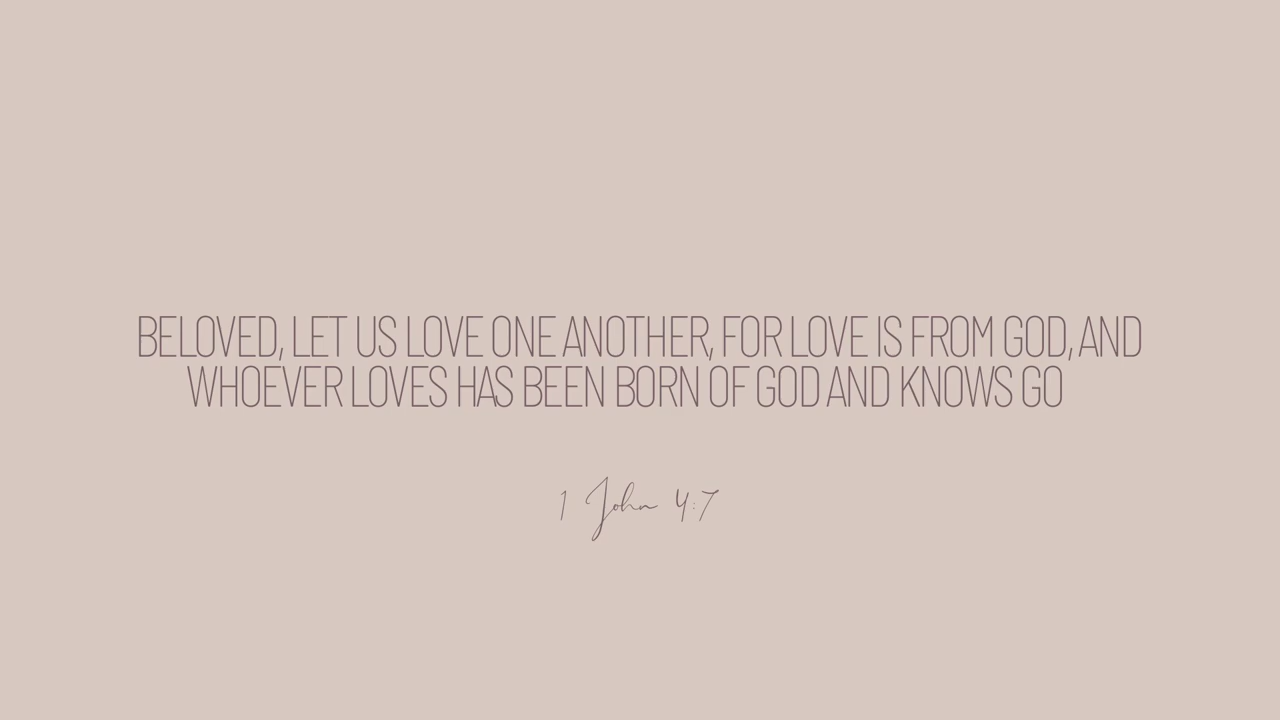 BELOVED, LET US LOVE ONE ANOTHER, FOR LOVE IS FROM GOD, AND
WHOEVER LOVES HAS BEEN BORN OF GOD AND KNOWS GO
1 John 4:7